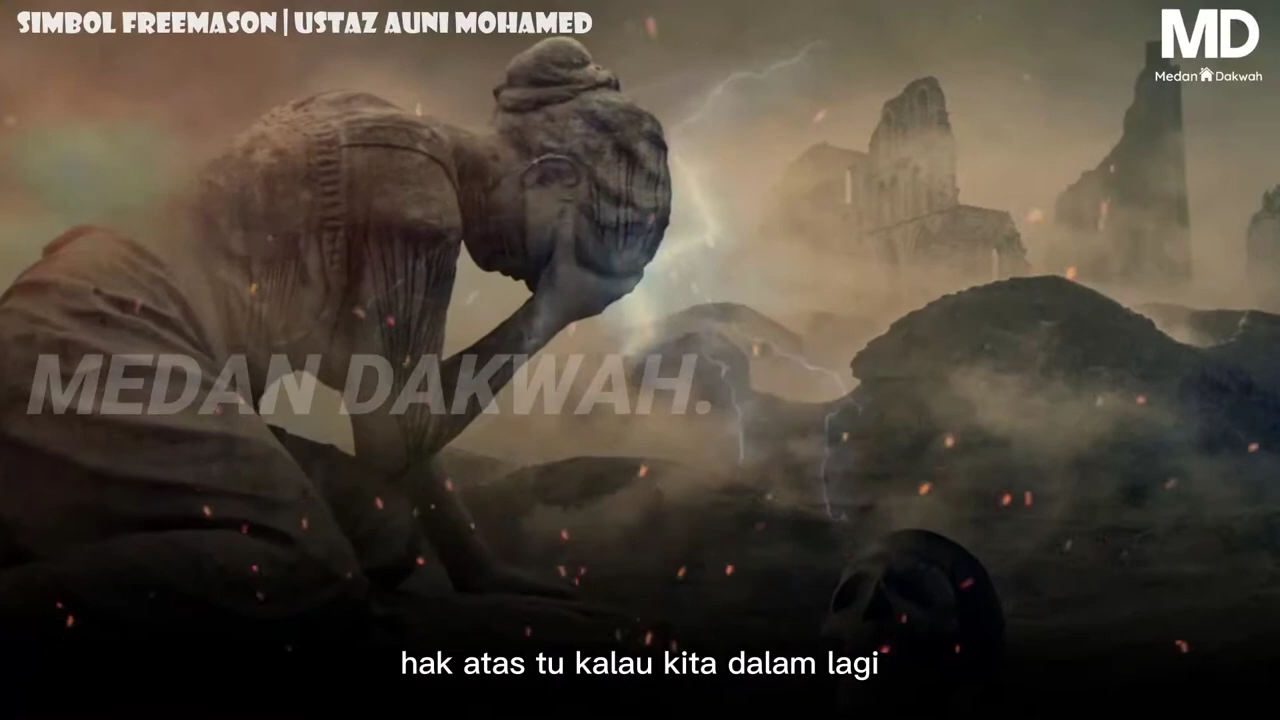 SIMBOL FREEMASON | USTAZ AUNI MOHAMED
MD
Medan Dakwah
MEDAN DAKWAH.
hak atas tu kalau kita dalam lagi